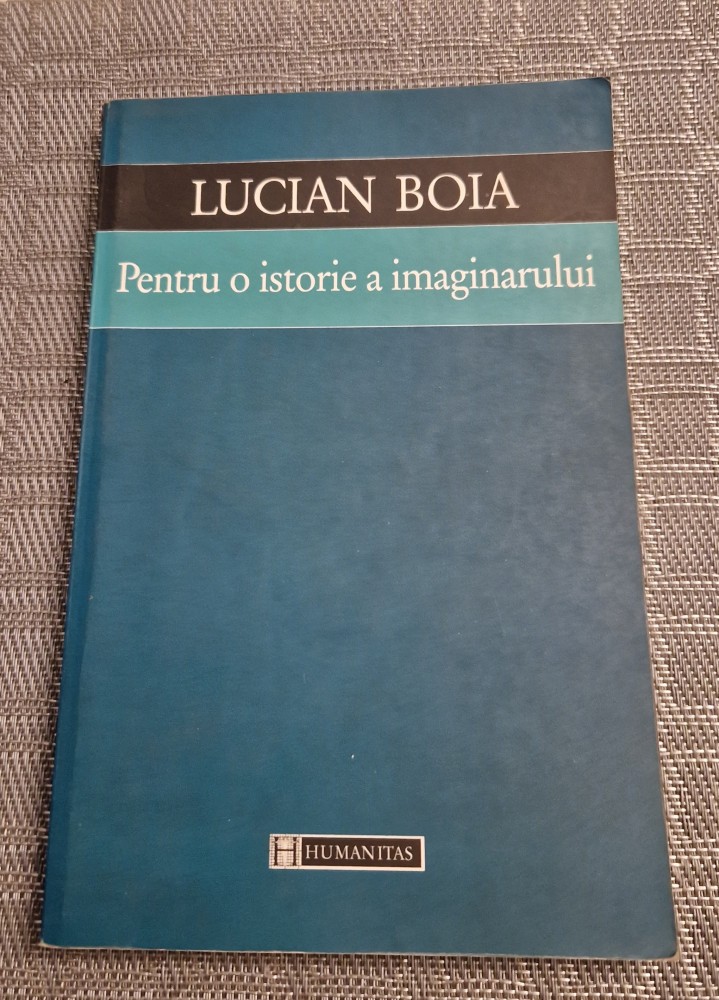 LUCIAN BOIA
Pentru o istorie a imaginarului
HUMANITAS